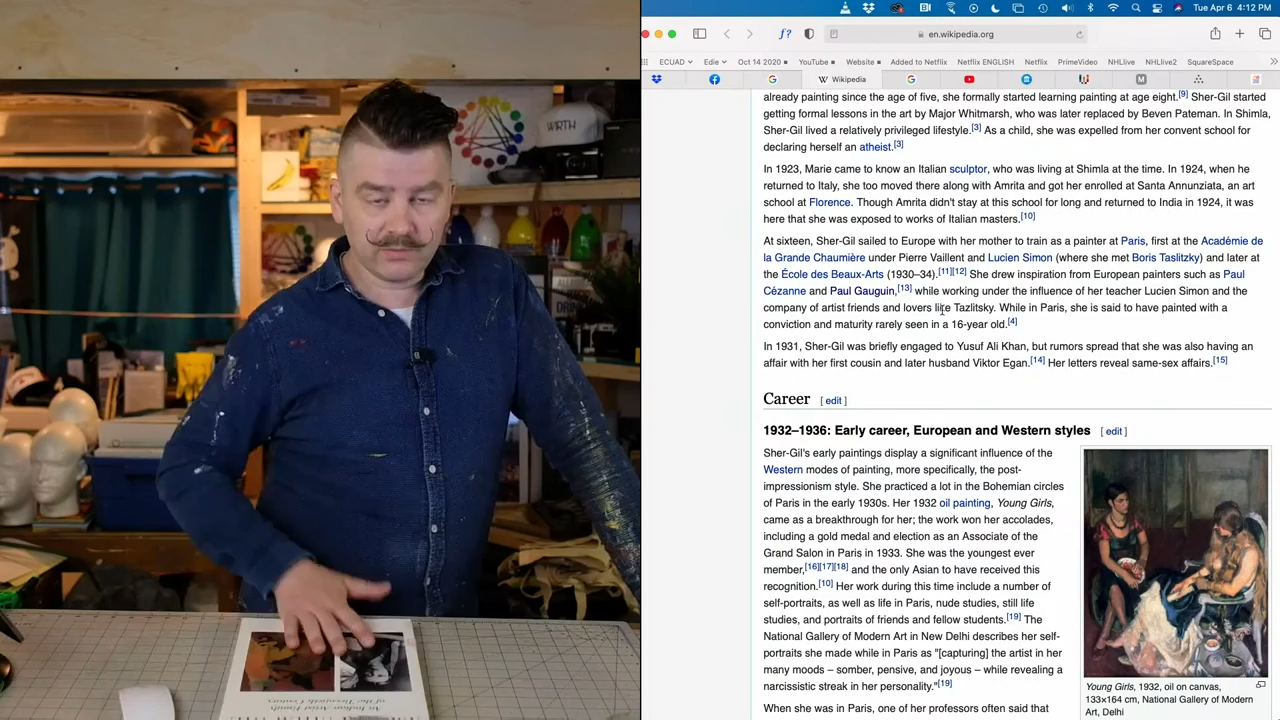 WIRTH
Tue Apr 6 4:12 PM
en.wikipedia.org
ECUAD Edie Oct 14 2020 YouTube Website Added to Netflix Netflix ENGLISH Netflix PrimeVideo NHLive NHLive2 SquareSpace
Wikipedia
already painting since the age of five, she formally started learning painting at age eight.[9] Sher-Gil started
getting formal lessons in the art by Major Whitmarsh, who was later replaced by Beven Pateman. In Shimla,
Sher-Gil lived a relatively privileged lifestyle.[3] As a child, she was expelled from her convent school for
declaring herself an atheist.[3]
In 1923, Marie came to know an Italian sculptor, who was living at Shimla at the time. In 1924, when he
returned to Italy, she too moved there along with Amrita and got her enrolled at Santa Annunziata, an art
school at Florence. Though Amrita didn't stay at this school for long and returned to India in 1924, it was
here that she was exposed to works of Italian masters.[10]
At sixteen, Sher-Gil sailed to Europe with her mother to train as a painter at Paris, first at the Académie de
la Grande Chaumière under Pierre Vaillent and Lucien Simon (where she met Boris Taslitzky) and later at
the École des Beaux-Arts (1930–34).[11][12] She drew inspiration from European painters such as Paul
Cézanne and Paul Gauguin,[13] while working under the influence of her teacher Lucien Simon and the
company of artist friends and lovers like Tazlitsky. While in Paris, she is said to have painted with a
conviction and maturity rarely seen in a 16-year old.[4]
In 1931, Sher-Gil was briefly engaged to Yusuf Ali Khan, but rumors spread that she was also having an
affair with her first cousin and later husband Viktor Egan.[14] Her letters reveal same-sex affairs.[15]
Career [ edit ]
1932–1936: Early career, European and Western styles [ edit ]
Sher-Gil's early paintings display a significant influence of the
Western modes of painting, more specifically, the post-
impressionism style. She practiced a lot in the Bohemian circles
of Paris in the early 1930s. Her 1932 oil painting, Young Girls,
came as a breakthrough for her; the work won her accolades,
including a gold medal and election as an Associate of the
Grand Salon in Paris in 1933. She was the youngest ever
member,[16][17][18] and the only Asian to have received this
recognition.[10] Her work during this time include a number of
self-portraits, as well as life in Paris, nude studies, still life
studies, and portraits of friends and fellow students.[19] The
National Gallery of Modern Art in New Delhi describes her self-
portraits she made while in Paris as "[capturing] the artist in her
many moods – somber, pensive, and joyous – while revealing a
narcissistic streak in her personality."[19]
When she was in Paris, one of her professors often said that
Young Girls, 1932, oil on canvas,
133×164 cm, National Gallery of Modern
Art, Delhi